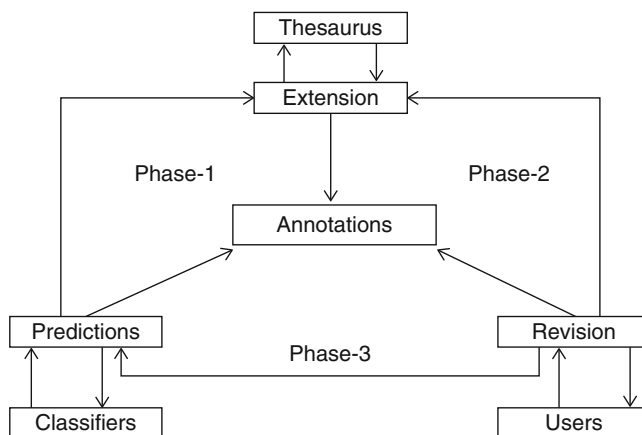 Thesaurus
Extension
Phase-1
Phase-2
Annotations
Predictions
Revision
Phase-3
Classifiers
Users